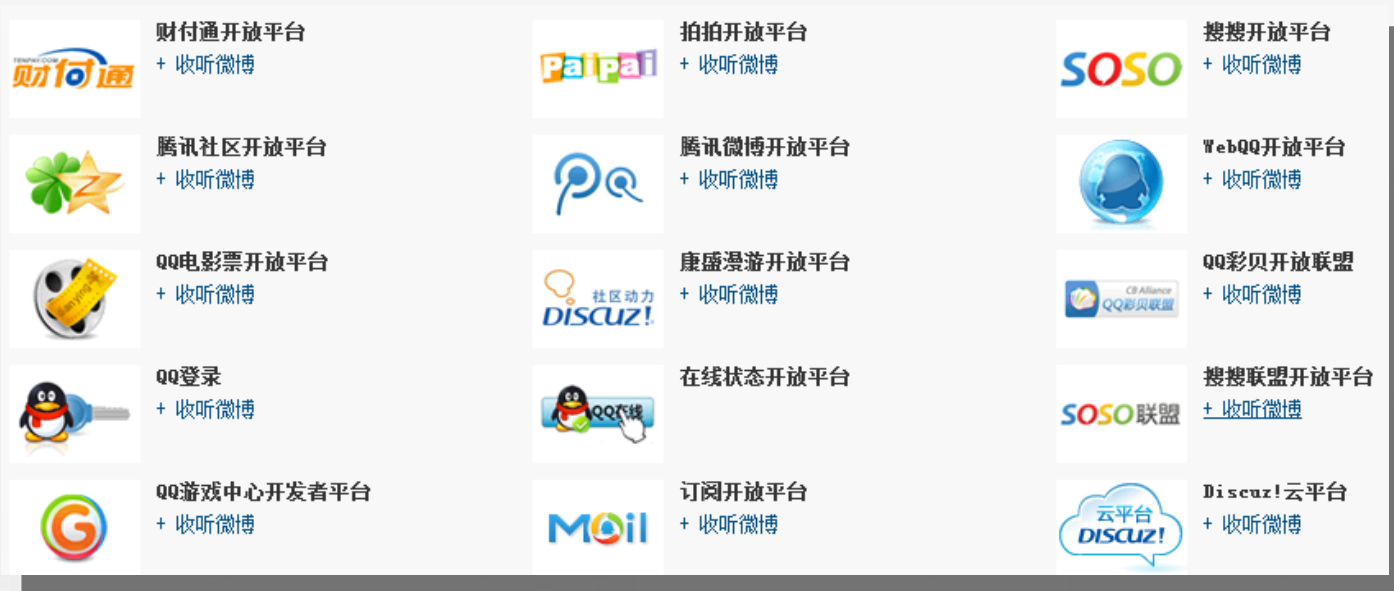 财付通开放平台
+ 收听微博
TENPAY.COM
财付通
拍拍开放平台
+ 收听微博
PaiPai
搜搜开放平台
+ 收听微博
SOSO
腾讯社区开放平台
+ 收听微博
腾讯微博开放平台
+ 收听微博
WebQQ开放平台
+ 收听微博
QQ电影票开放平台
+ 收听微博
康盛漫游开放平台
+ 收听微博
社区动力
DISCUZ!
QQ彩贝开放联盟
+ 收听微博
CB Alliance
QQ彩贝联盟
QQ登录
+ 收听微博
在线状态开放平台
QQ在线
搜搜联盟开放平台
+ 收听微博
SOSO联盟
QQ游戏中心开发者平台
+ 收听微博
G
订阅开放平台
+ 收听微博
MAil
Discuz!云平台
+ 收听微博
云平台
DISCUZ!